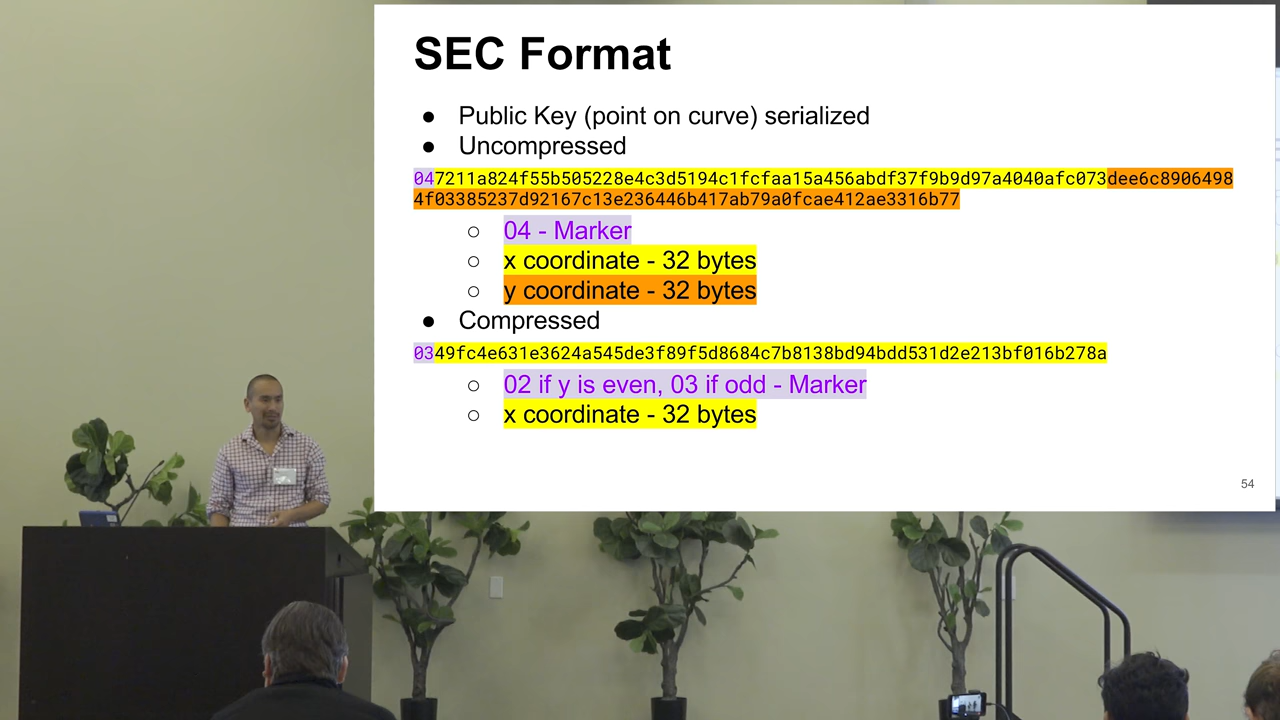 SEC Format
● Public Key (point on curve) serialized
● Uncompressed
047211a824f55b505228e4c3d5194c1fcfaa15a456abdf37f9b9d97a4040afc073dee6c8906498
4f03385237d92167c13e236446b417ab79a0fcae412ae3316b77
○ 04 - Marker
○ x coordinate - 32 bytes
○ y coordinate - 32 bytes
● Compressed
0349fc4e631e3624a545de3f89f5d8684c7b8138bd94bdd531d2e213bf016b278a
○ 02 if y is even, 03 if odd - Marker
○ x coordinate - 32 bytes
54